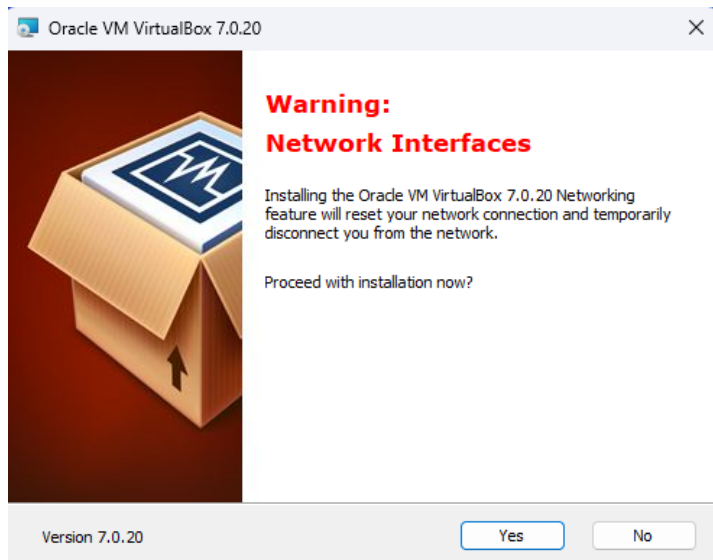 Oracle VM VirtualBox 7.0.20
Warning:
Network Interfaces
Installing the Oracle VM VirtualBox 7.0.20 Networking
feature will reset your network connection and temporarily
disconnect you from the network.
Proceed with installation now?
Version 7.0.20
Yes
No